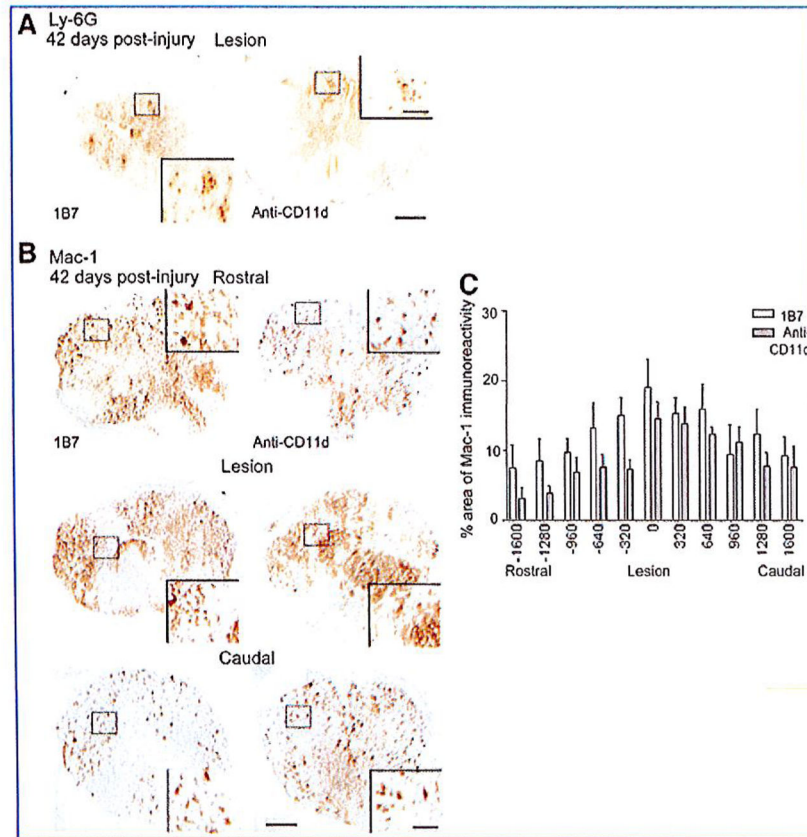 A
Ly-6G
42 days post-injury Lesion
1B7
Anti-CD11d
B
Mac-1
42 days post-injury Rostral
1B7
Anti-CD11d
Lesion
Caudal
C
% area of Mac-1 immunoreactivity
30
20
10
0
-1600
-1280
-960
-640
-320
0
320
640
960
1280
1600
Rostral
Lesion
Caudal
1B7
Anti
CD11d